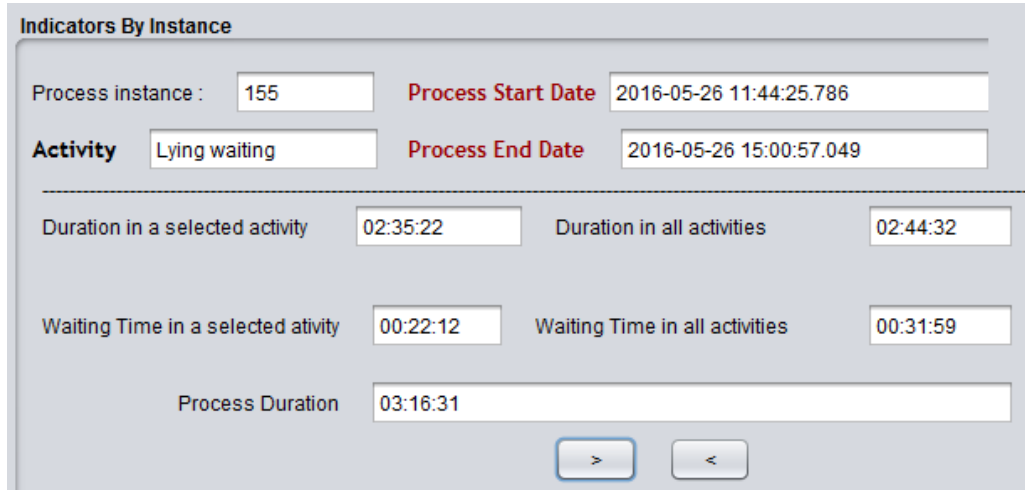 Indicators By Instance
Process instance : 155 Process Start Date 2016-05-26 11:44:25.786
Activity Lying waiting Process End Date 2016-05-26 15:00:57.049
Duration in a selected activity 02:35:22 Duration in all activities 02:44:32
Waiting Time in a selected ativity 00:22:12 Waiting Time in all activities 00:31:59
Process Duration 03:16:31
> <